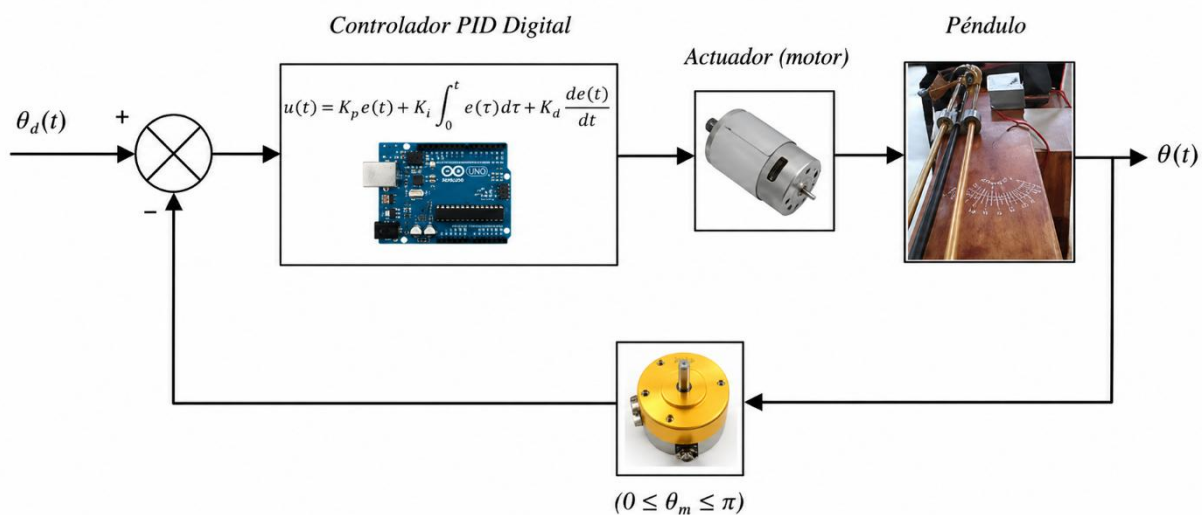 Controlador PID Digital
Actuador (motor)
Péndulo
θ_d(t)
+
−
u(t) = K_p e(t) + K_i ∫_0^t e(τ)dτ + K_d de(t)/dt
UNO
θ(t)
(0 ≤ θ_m ≤ π)